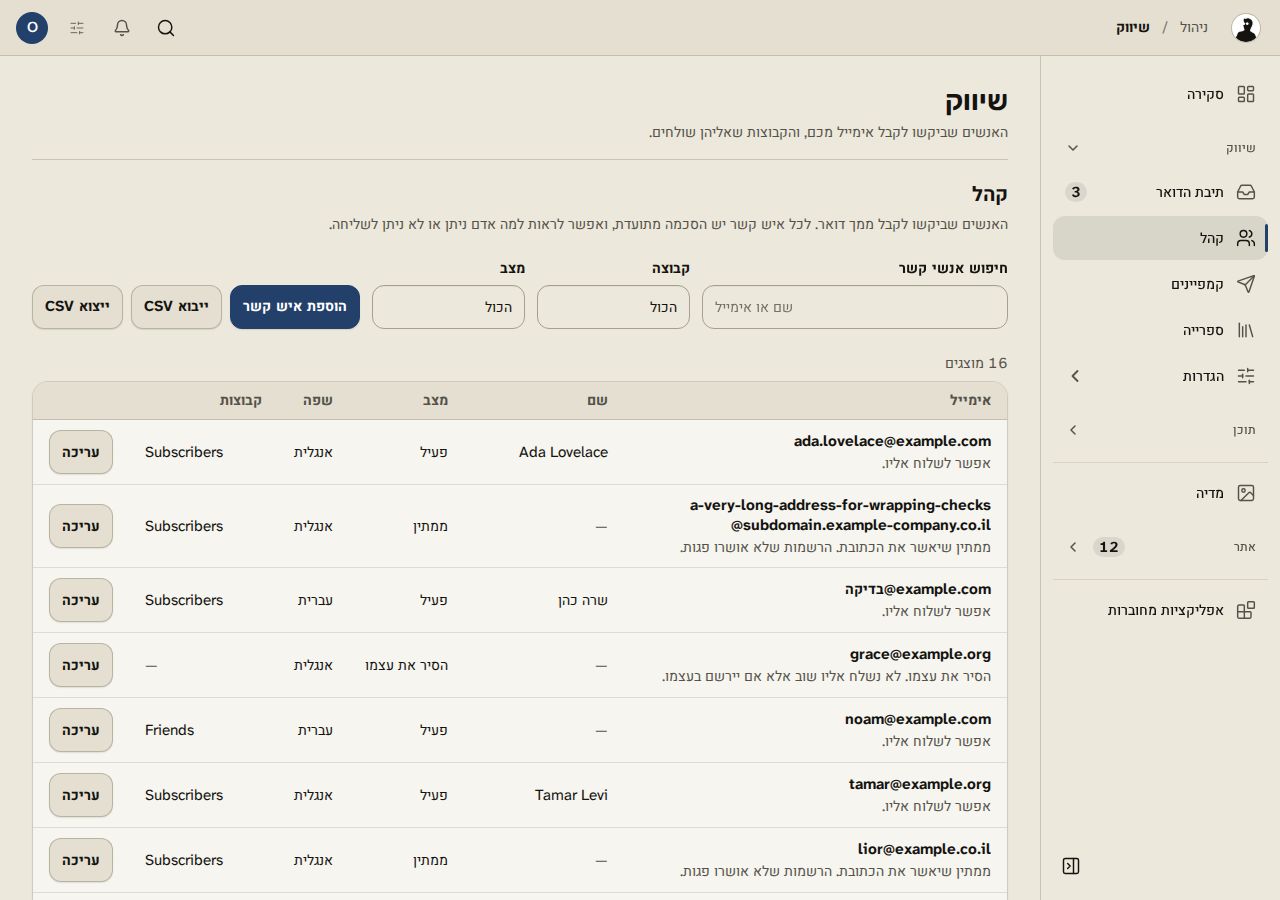 ניהול / שיווק
O
סקירה
שיווק
תיבת הדואר 3
קהל
קמפיינים
ספרייה
הגדרות
תוכן
מדיה
אתר 12
אפליקציות מחוברות
שיווק
האנשים שביקשו לקבל אימייל מכם, והקבוצות שאליהן שולחים.
קהל
האנשים שביקשו לקבל ממך דואר. לכל איש קשר יש הסכמה מתועדת, ואפשר לראות למה אדם ניתן או לא ניתן לשליחה.
חיפוש אנשי קשר קבוצה מצב
שם או אימייל הכול הכול הוספת איש קשר ייבוא CSV ייצוא CSV
16 מוצגים
אימייל שם מצב שפה קבוצות
ada.lovelace@example.com Ada Lovelace פעיל אנגלית Subscribers עריכה
אפשר לשלוח אליו.
a-very-long-address-for-wrapping-checks
@subdomain.example-company.co.il — ממתין אנגלית Subscribers עריכה
ממתין שיאשר את הכתובת. הרשמות שלא אושרו פגות.
בדיקה@example.com שרה כהן פעיל עברית Subscribers עריכה
אפשר לשלוח אליו.
grace@example.org — הסיר את עצמו אנגלית — עריכה
הסיר את עצמו. לא נשלח אליו שוב אלא אם יירשם בעצמו.
noam@example.com — פעיל עברית Friends עריכה
אפשר לשלוח אליו.
tamar@example.org Tamar Levi פעיל אנגלית Subscribers עריכה
אפשר לשלוח אליו.
lior@example.co.il — ממתין אנגלית Subscribers עריכה
ממתין שיאשר את הכתובת. הרשמות שלא אושרו פגות.